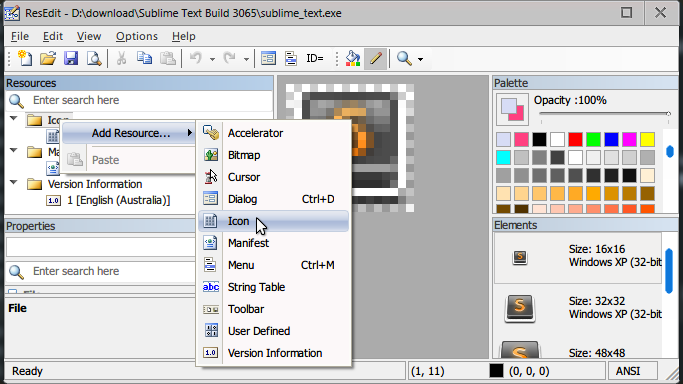 ResEdit - D:\download\Sublime Text Build 3065\sublime_text.exe
File Edit View Options Help
ID=
Resources
Enter search here
Add Resource...
Paste
Version Information
1.0 1 [English (Australia)]
Accelerator
Bitmap
Cursor
Dialog Ctrl+D
Icon
Manifest
Menu Ctrl+M
abc String Table
Toolbar
User Defined
1.0 Version Information
Properties
Enter search here
File
Palette
Opacity :100%
Elements
Size: 16x16
Windows XP (32-bit
Size: 32x32
Windows XP (32-bit
Size: 48x48
Ready (1, 11) (0, 0, 0) ANSI